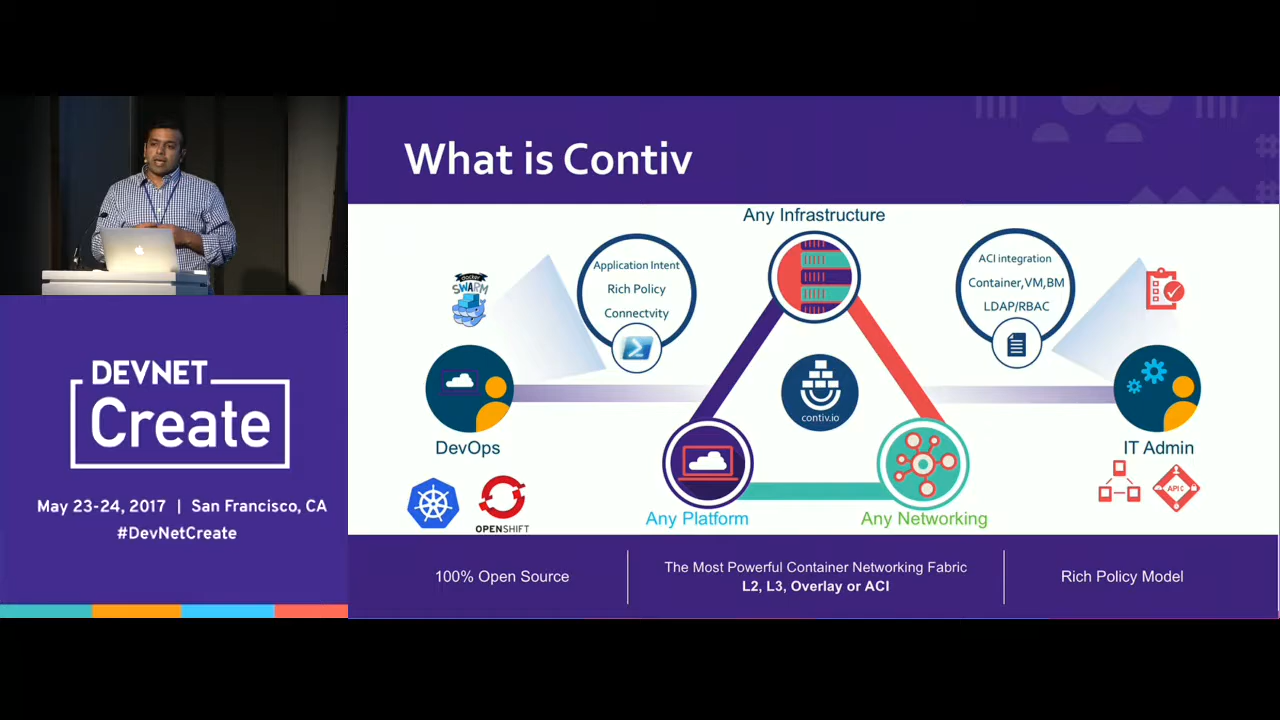 What is Contiv
Any Infrastructure
Application Intent
Rich Policy
Connectvity
ACI integration
Container,VM,BM
LDAP/RBAC
docker
SWARM
contiv.io
DevOps
IT Admin
OPENSHIFT
APIC
Any Platform
Any Networking
100% Open Source
The Most Powerful Container Networking Fabric
L2, L3, Overlay or ACI
Rich Policy Model
DEVNET
Create
May 23-24, 2017 | San Francisco, CA
#DevNetCreate